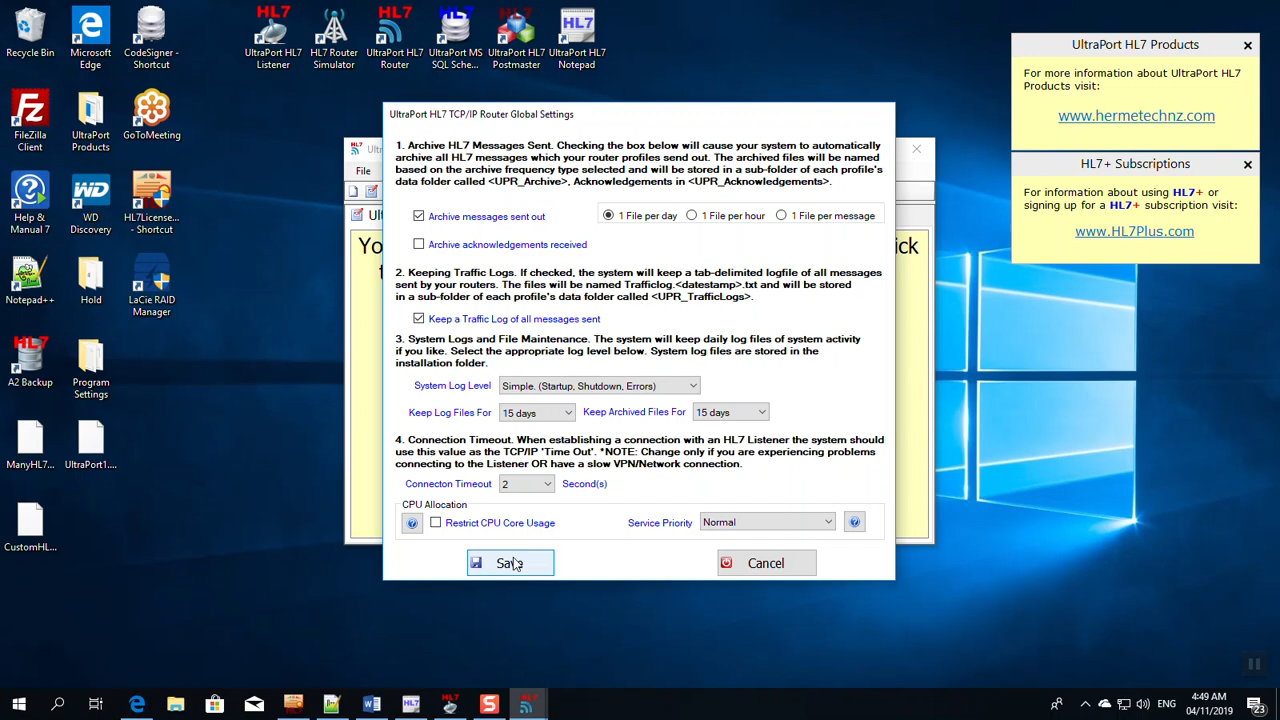 Recycle Bin
Microsoft Edge
CodeSigner - Shortcut
UltraPort HL7 Listener
HL7 Router Simulator
UltraPort HL7 Router
UltraPort MS SQL Sche...
UltraPort HL7 Postmaster
UltraPort HL7 Notepad
FileZilla Client
UltraPort Products
GoToMeeting
Help & Manual 7
WD Discovery
HL7License... - Shortcut
Notepad++
Hold
LaCie RAID Manager
A2 Backup
Program Settings
ManyHL7...
UltraPort1....
CustomHL...
File
UltraPort HL7 TCP/IP Router Global Settings
1. Archive HL7 Messages Sent. Checking the box below will cause your system to automatically
archive all HL7 messages which your router profiles send out. The archived files will be named
based on the archive frequency type selected and will be stored in a sub-folder of each profile's
data folder called <UPR_Archive>, Acknowledgements in <UPR_Acknowledgements>.
Archive messages sent out
1 File per day 1 File per hour 1 File per message
Archive acknowledgements received
2. Keeping Traffic Logs. If checked, the system will keep a tab-delimited logfile of all messages
sent by your routers. The files will be named Trafficlog.<datestamp>.txt and will be stored
in a sub-folder of each profile's data folder called <UPR_TrafficLogs>.
Keep a Traffic Log of all messages sent
3. System Logs and File Maintenance. The system will keep daily log files of system activity
if you like. Select the appropriate log level below. System log files are stored in the
installation folder.
System Log Level Simple. (Startup, Shutdown, Errors)
Keep Log Files For 15 days Keep Archived Files For 15 days
4. Connection Timeout. When establishing a connection with an HL7 Listener the system should
use this value as the TCP/IP 'Time Out'. *NOTE: Change only if you are experiencing problems
connecting to the Listener OR have a slow VPN/Network connection.
Connecton Timeout 2 Second(s)
CPU Allocation
Restrict CPU Core Usage Service Priority Normal
Save Cancel
UltraPort HL7 Products
For more information about UltraPort HL7
Products visit:
www.hermetechnz.com
HL7+ Subscriptions
For information about using HL7+ or
signing up for a HL7+ subscription visit:
www.HL7Plus.com
ENG
4:49 AM
04/11/2019
23